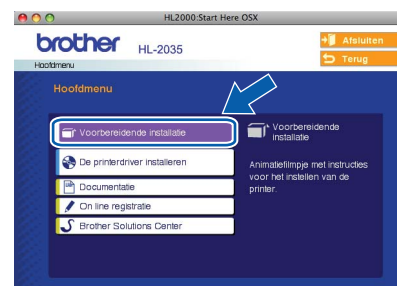 HL2000:Start Here OSX
brother HL-2035
Afsluiten
Terug
Hoofdmenu
Hoofdmenu
Voorbereidende installatie
De printerdriver installeren
Documentatie
On line registratie
Brother Solutions Center
Voorbereidende
installatie
Animatiefilmpje met instructies
voor het instellen van de
printer.